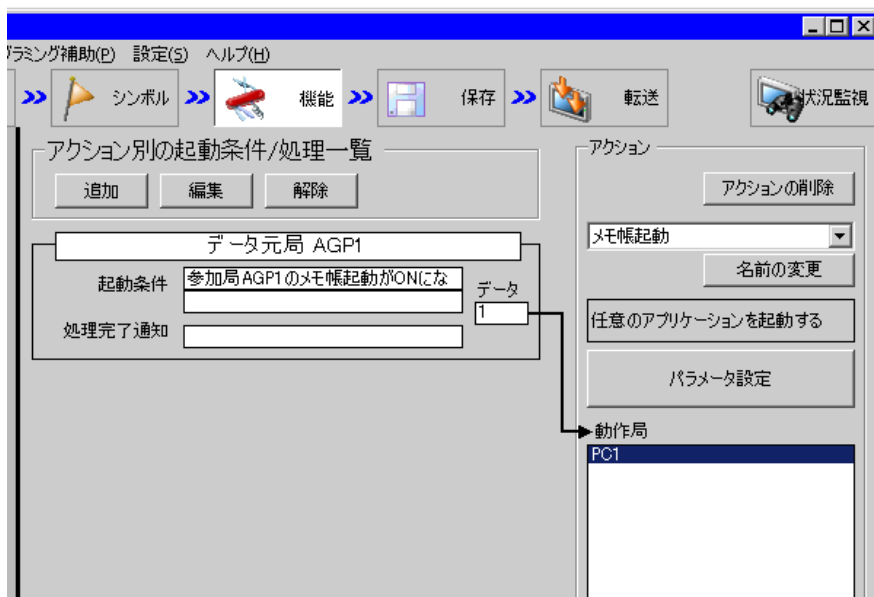 ラミング補助(P) 設定(S) ヘルプ(H)
シンボル 機能 保存 転送 状況監視
アクション別の起動条件/処理一覧
追加 編集 解除
データ元局 AGP1
起動条件 参加局AGP1のメモ帳起動がONにな
データ
1
処理完了通知
アクション
アクションの削除
メモ帳起動
名前の変更
任意のアプリケーションを起動する
パラメータ設定
動作局
PC1